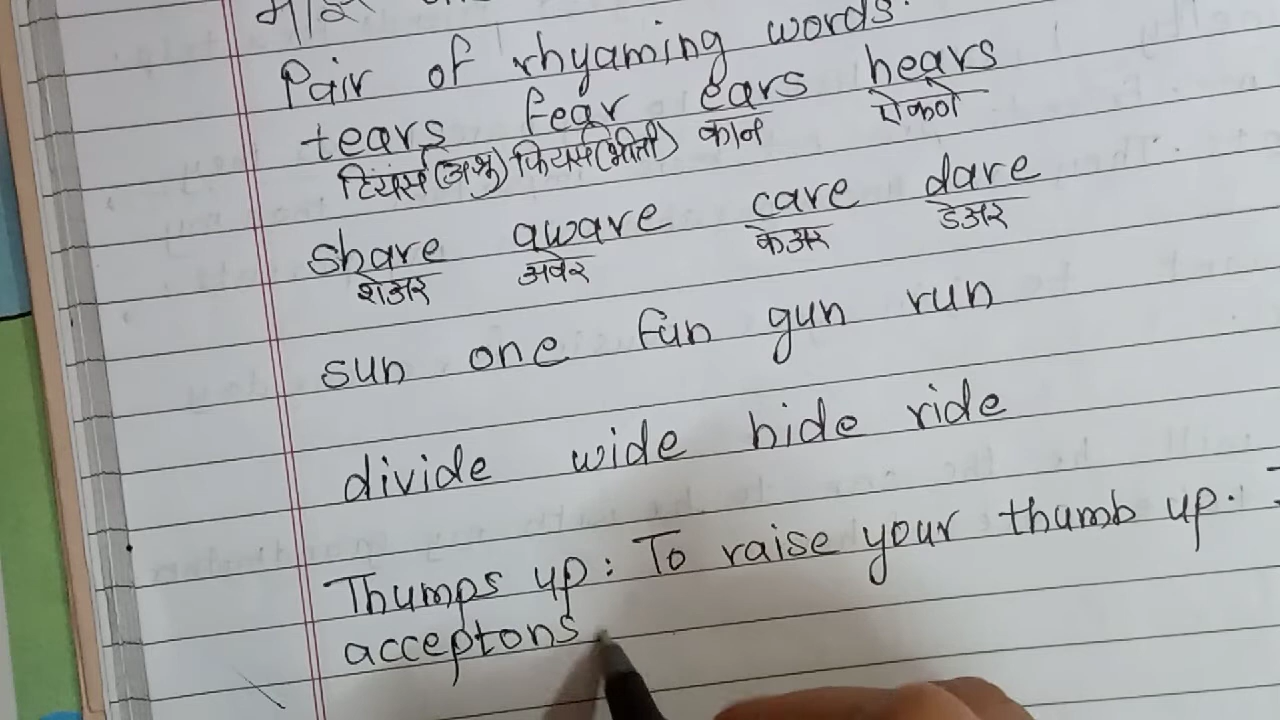 Pair of rhyaming words.
tears fear ears hears
टियर्स (अश्रू) फियर्स (भीती) कान ऐकणे
share aware care dare
शेअर अवेर केअर डेअर
sun one fun gun run
divide wide hide ride
Thumps up: To raise your thumb up.
acceptons